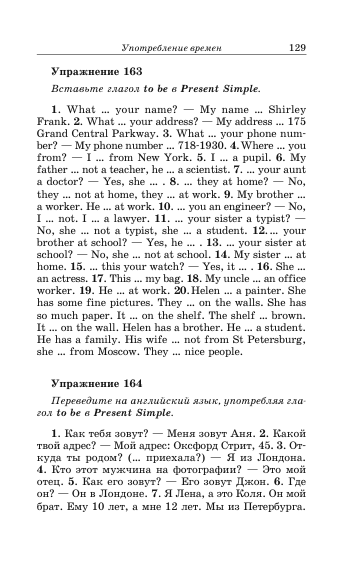 Употребление времен 129
Упражнение 163
Вставьте глагол to be в Present Simple.
1. What ... your name? — My name ... Shirley
Frank. 2. What ... your address? — My address ... 175
Grand Central Parkway. 3. What ... your phone num-
ber? — My phone number ... 718-1930. 4. Where ... you
from? — I ... from New York. 5. I ... a pupil. 6. My
father ... not a teacher, he ... a scientist. 7. ... your aunt
a doctor? — Yes, she ... . 8. ... they at home? — No,
they ... not at home, they ... at work. 9. My brother ...
a worker. He ... at work. 10. ... you an engineer? — No,
I ... not. I ... a lawyer. 11. ... your sister a typist? —
No, she ... not a typist, she ... a student. 12. ... your
brother at school? — Yes, he ... . 13. ... your sister at
school? — No, she ... not at school. 14. My sister ... at
home. 15. ... this your watch? — Yes, it ... . 16. She ...
an actress. 17. This ... my bag. 18. My uncle ... an office
worker. 19. He ... at work. 20. Helen ... a painter. She
has some fine pictures. They ... on the walls. She has
so much paper. It ... on the shelf. The shelf ... brown.
It ... on the wall. Helen has a brother. He ... a student.
He has a family. His wife ... not from St Petersburg,
she ... from Moscow. They ... nice people.
Упражнение 164
Переведите на английский язык, употребляя гла-
гол to be в Present Simple.
1. Как тебя зовут? — Меня зовут Аня. 2. Какой
твой адрес? — Мой адрес: Оксфорд Стрит, 45. 3. От-
куда ты родом? (... приехала?) — Я из Лондона.
4. Кто этот мужчина на фотографии? — Это мой
отец. 5. Как его зовут? — Его зовут Джон. 6. Где
он? — Он в Лондоне. 7. Я Лена, а это Коля. Он мой
брат. Ему 10 лет, а мне 12 лет. Мы из Петербурга.